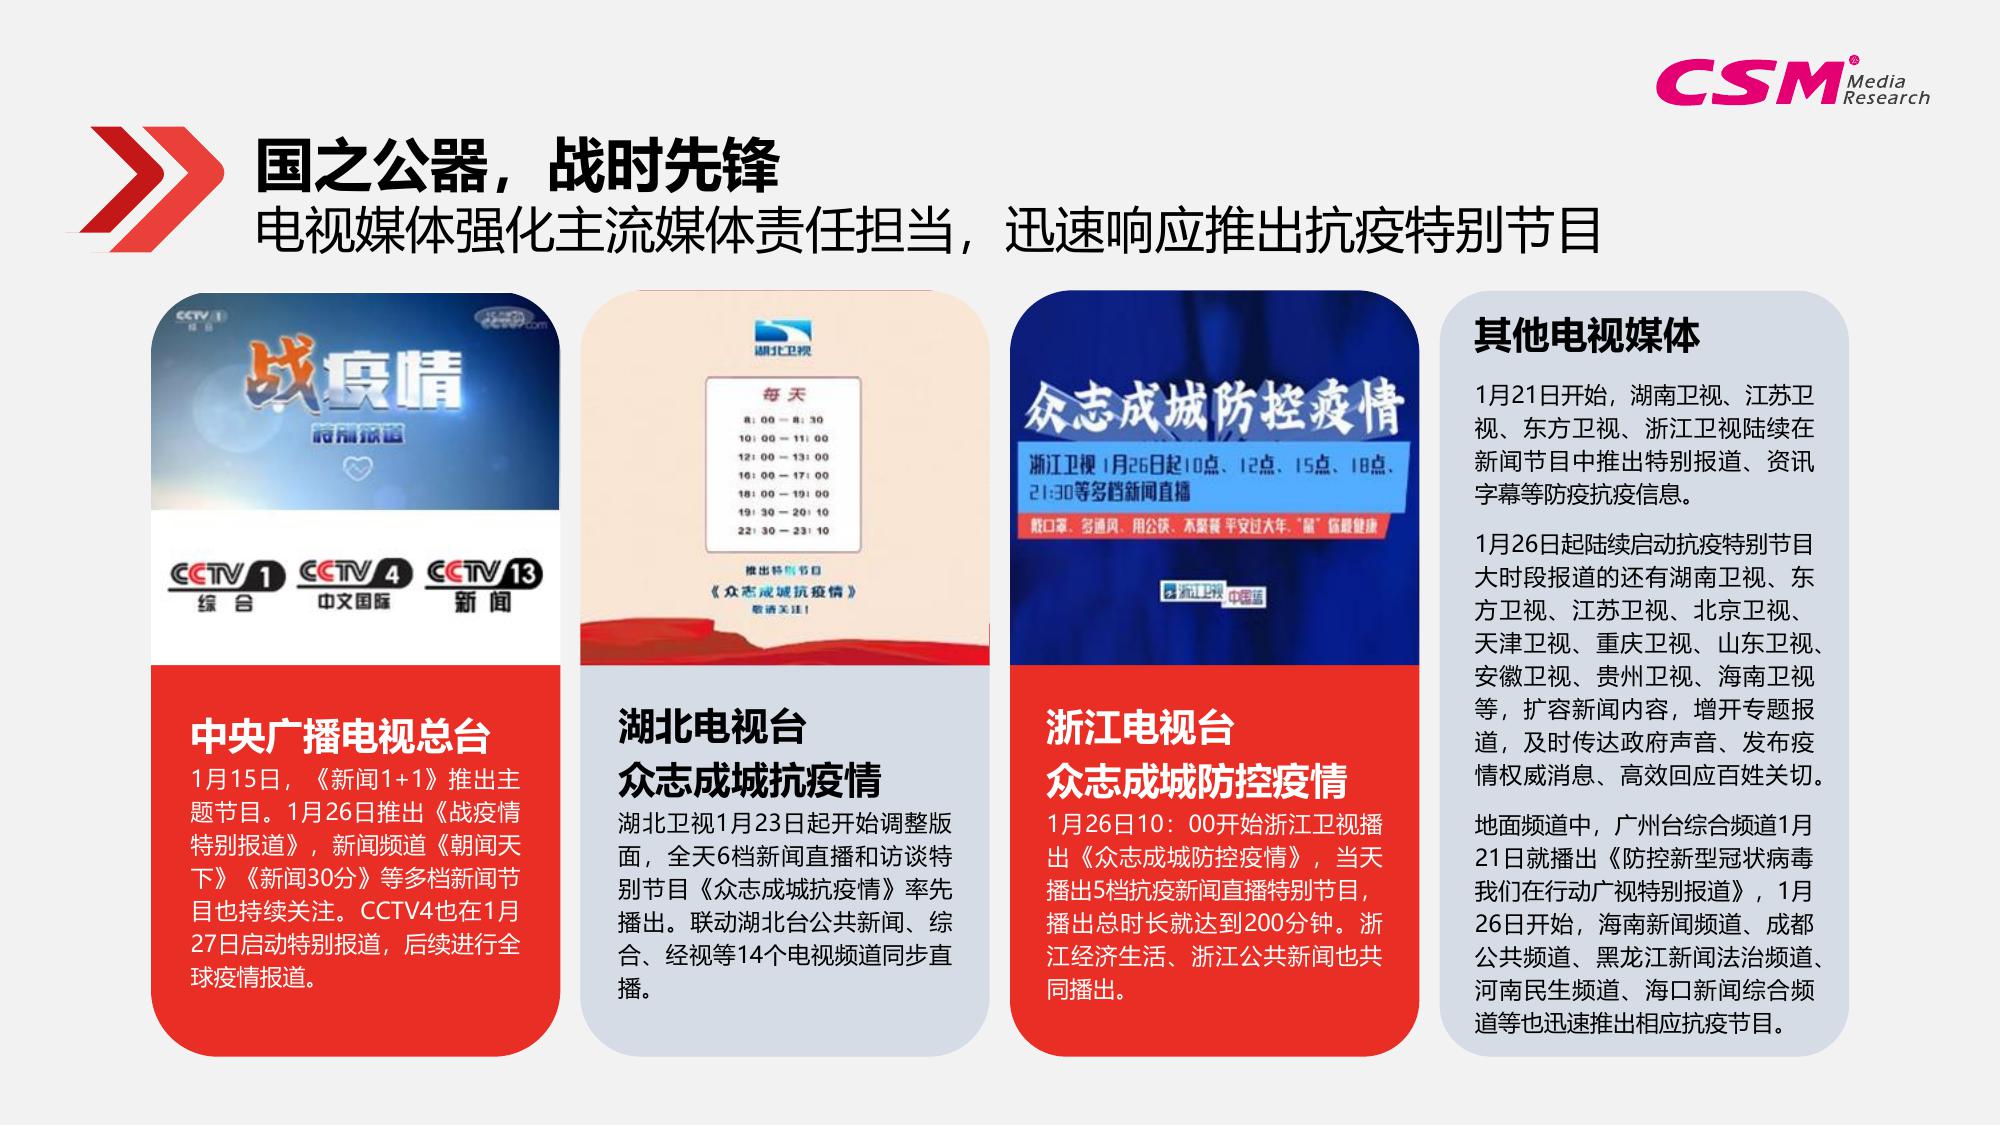 CSM Media Research
国之公器，战时先锋
电视媒体强化主流媒体责任担当，迅速响应推出抗疫特别节目
CCTV 1
综合
战疫情
特别报道
CCTV 1
综合
CCTV 4
中文国际
CCTV 13
新闻
中央广播电视总台
1月15日，《新闻1+1》推出主
题节目。1月26日推出《战疫情
特别报道》，新闻频道《朝闻天
下》《新闻30分》等多档新闻节
目也持续关注。CCTV4也在1月
27日启动特别报道，后续进行全
球疫情报道。
湖北卫视
每天
8：00 — 8：30
10：00 — 11：00
12：00 — 13：00
16：00 — 17：00
18：00 — 19：00
19：30 — 20：10
22：30 — 23：10
推出特别节目
《众志成城抗疫情》
敬请关注！
湖北电视台
众志成城抗疫情
湖北卫视1月23日起开始调整版
面，全天6档新闻直播和访谈特
别节目《众志成城抗疫情》率先
播出。联动湖北台公共新闻、综
合、经视等14个电视频道同步直
播。
众志成城防控疫情
浙江卫视 1月26日起10点、12点、15点、18点、
21:30等多档新闻直播
戴口罩、多通风、用公筷、不聚餐 平安过大年、“鼠”你最健康
浙江卫视 中国蓝
浙江电视台
众志成城防控疫情
1月26日10：00开始浙江卫视播
出《众志成城防控疫情》，当天
播出5档抗疫新闻直播特别节目，
播出总时长就达到200分钟。浙
江经济生活、浙江公共新闻也共
同播出。
其他电视媒体
1月21日开始，湖南卫视、江苏卫
视、东方卫视、浙江卫视陆续在
新闻节目中推出特别报道、资讯
字幕等防疫抗疫信息。
1月26日起陆续启动抗疫特别节目
大时段报道的还有湖南卫视、东
方卫视、江苏卫视、北京卫视、
天津卫视、重庆卫视、山东卫视、
安徽卫视、贵州卫视、海南卫视
等，扩容新闻内容，增开专题报
道，及时传达政府声音、发布疫
情权威消息、高效回应百姓关切。
地面频道中，广州台综合频道1月
21日就播出《防控新型冠状病毒
我们在行动广视特别报道》，1月
26日开始，海南新闻频道、成都
公共频道、黑龙江新闻法治频道、
河南民生频道、海口新闻综合频
道等也迅速推出相应抗疫节目。